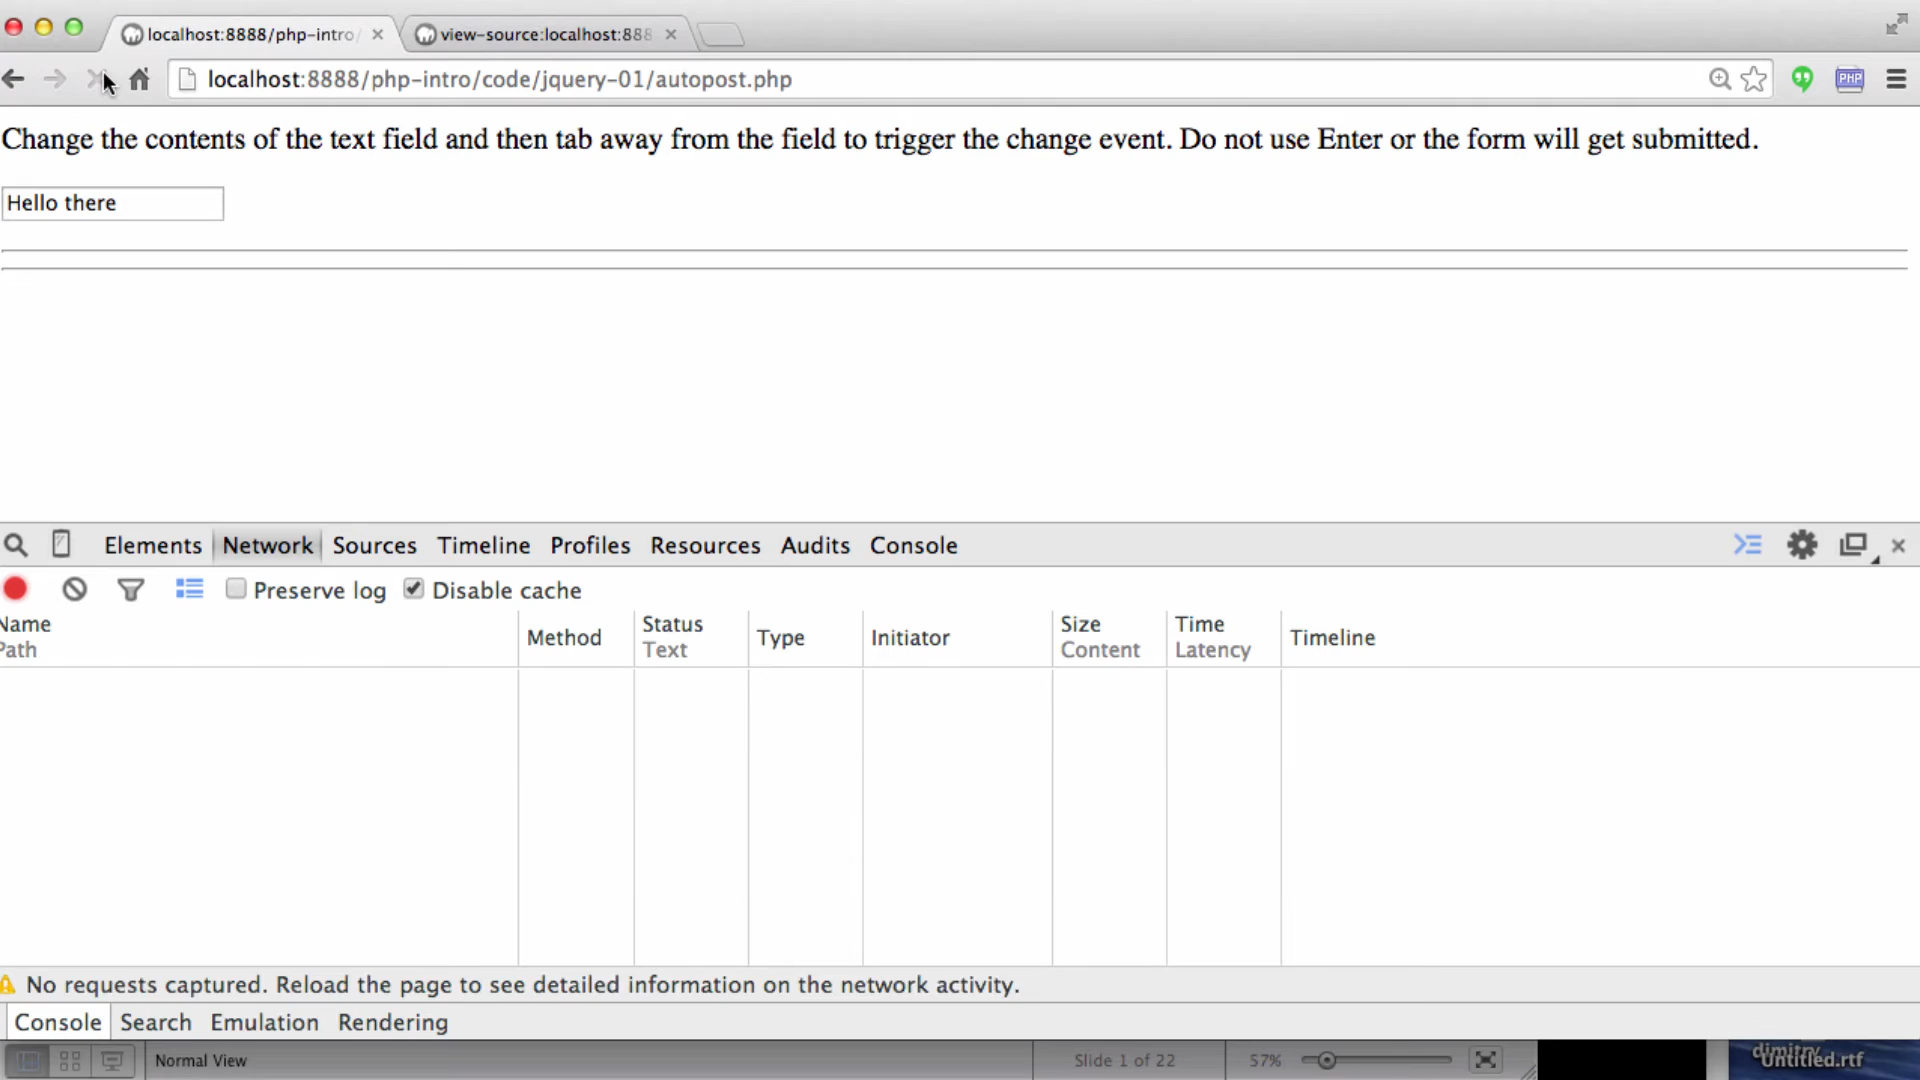 localhost:8888/php-intro/
view-source:localhost:888
localhost:8888/php-intro/code/jquery-01/autopost.php
PHP
Change the contents of the text field and then tab away from the field to trigger the change event. Do not use Enter or the form will get submitted.
Hello there
Elements Network Sources Timeline Profiles Resources Audits Console
Preserve log Disable cache
Name Method Status Type Initiator Size Time Timeline
Path Text Content Latency
No requests captured. Reload the page to see detailed information on the network activity.
Console Search Emulation Rendering
Normal View Slide 1 of 22 57%
Untitled.rtf